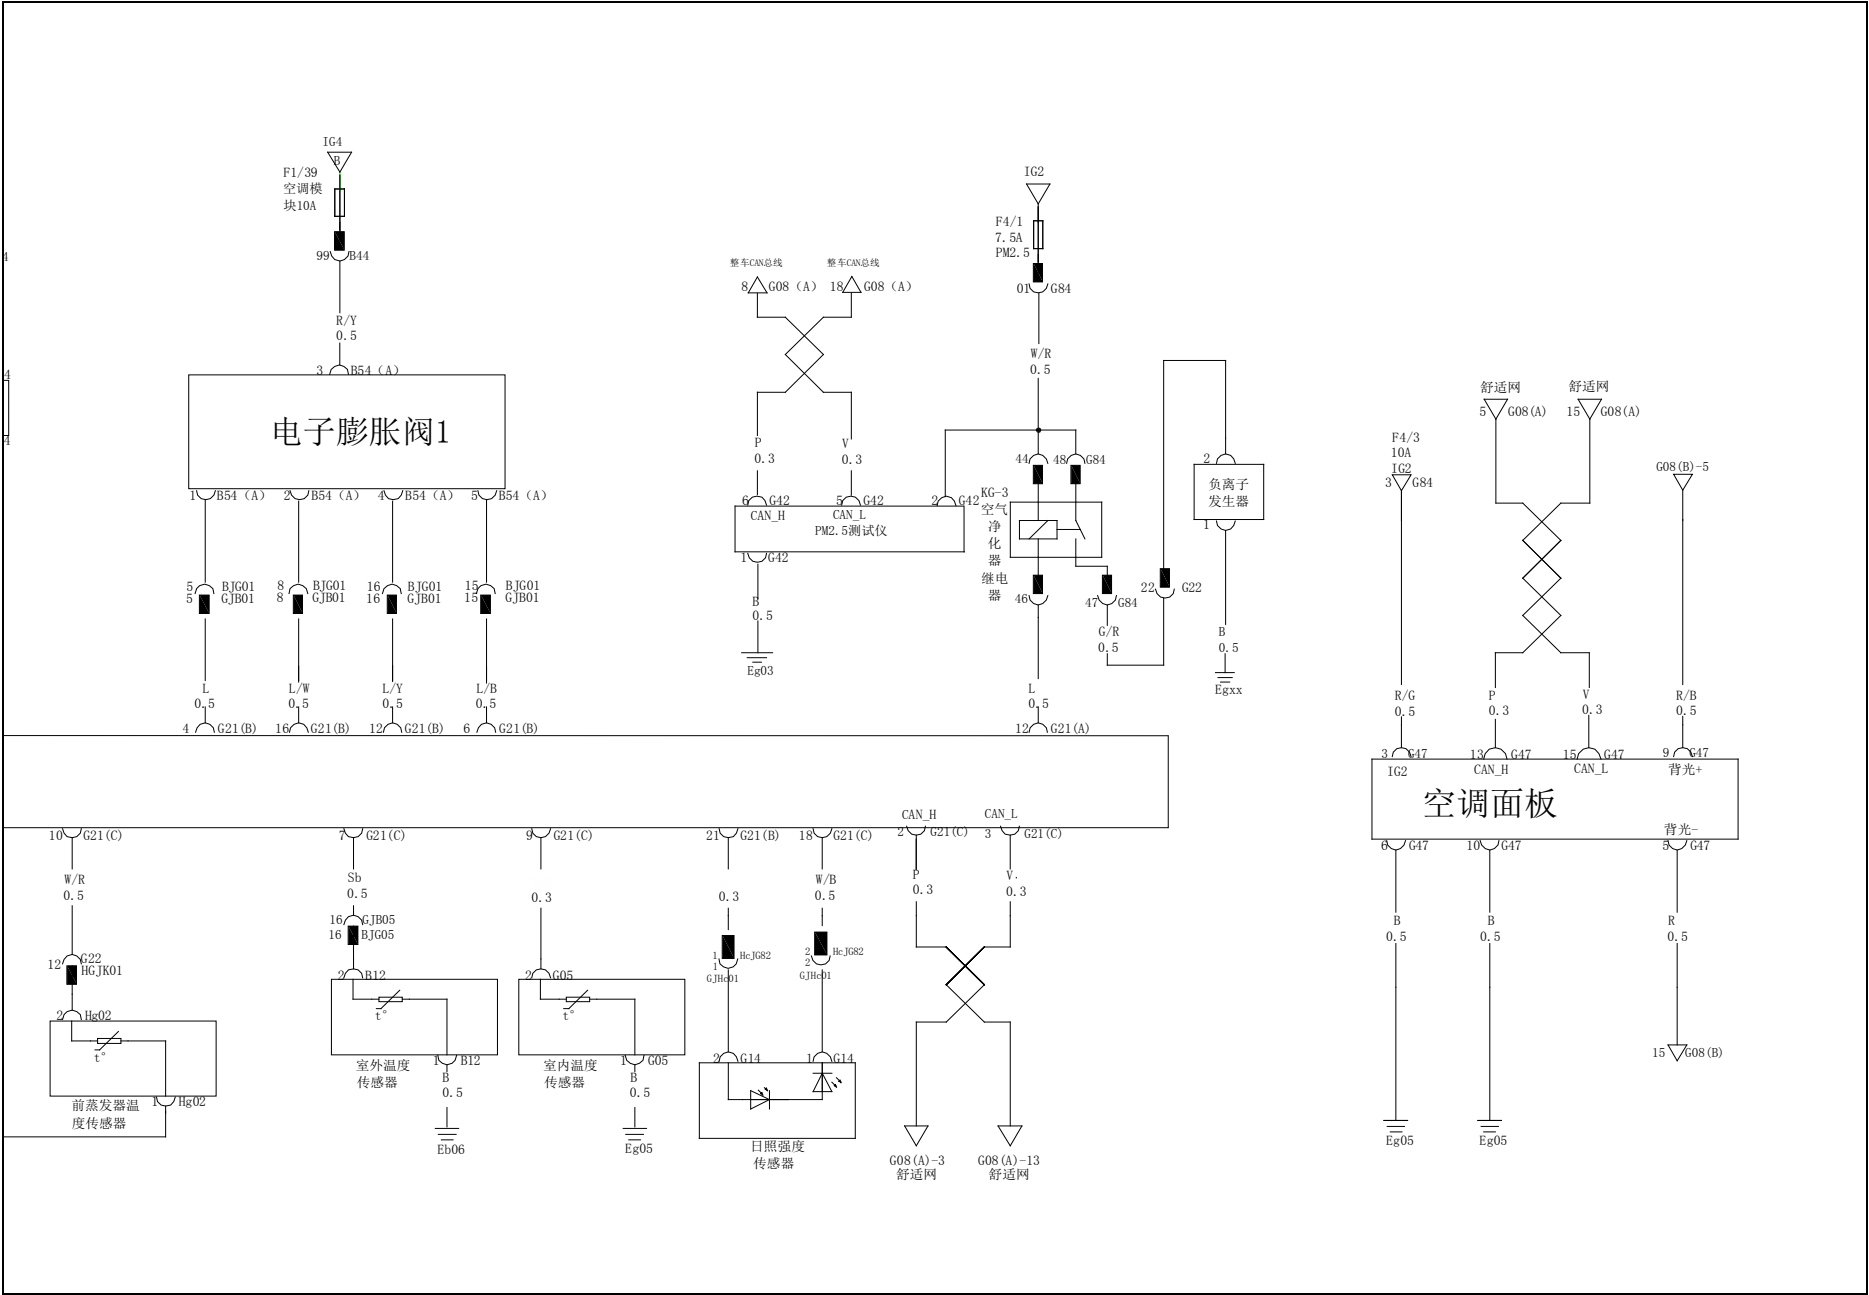 IG4
B
F1/39
空调模
块10A
99 B44
R/Y
0.5
3 B54（A）
电子膨胀阀1
1 B54（A）
2 B54（A）
4 B54（A）
5 B54（A）
5 BJG01
5 GJB01
8 BJG01
8 GJB01
16 BJG01
16 GJB01
15 BJG01
15 GJB01
L
0.5
L/W
0.5
L/Y
0.5
L/B
0.5
4 G21(B)
16 G21(B)
12 G21(B)
6 G21(B)
4
4
4
整车CAN总线
整车CAN总线
8 G08（A）
18 G08（A）
P
0.3
V
0.3
6 G42
5 G42
2 G42
CAN_H
CAN_L
PM2.5测试仪
1 G42
B
0.5
Eg03
IG2
F4/1
7.5A
PM2.5
01 G84
W/R
0.5
44
48 G84
KG-3
空气
净
化
器
继电
器
46
47 G84
G/R
0.5
22 G22
L
0.5
12 G21(A)
2
负离子
发生器
1
B
0.5
Egxx
舒适网
舒适网
5 G08(A)
15 G08(A)
F4/3
10A
IG2
3 G84
G08(B)-5
R/G
0.5
P
0.3
V
0.3
R/B
0.5
3 G47
13 G47
15 G47
9 G47
IG2
CAN_H
CAN_L
背光+
空调面板
背光-
6 G47
10 G47
5 G47
B
0.5
B
0.5
R
0.5
15 G08(B)
Eg05
Eg05
CAN_H
CAN_L
10 G21(C)
7 G21(C)
9 G21(C)
21 G21(B)
18 G21(C)
2 G21(C)
3 G21(C)
W/R
0.5
Sb
0.5
0.3
0.3
W/B
0.5
P
0.3
V.
0.3
12 G22
HGJK01
2 Hg02
t°
1 Hg02
前蒸发器温
度传感器
16 GJB05
16 BJG05
2 B12
t°
1 B12
室外温度
传感器
B
0.5
Eb06
2 G05
t°
1 G05
室内温度
传感器
B
0.5
Eg05
1 HcJG82
1
GJHc01
2 HcJG82
2
GJHc01
2 G14
1 G14
日照强度
传感器
G08(A)-3
舒适网
G08(A)-13
舒适网